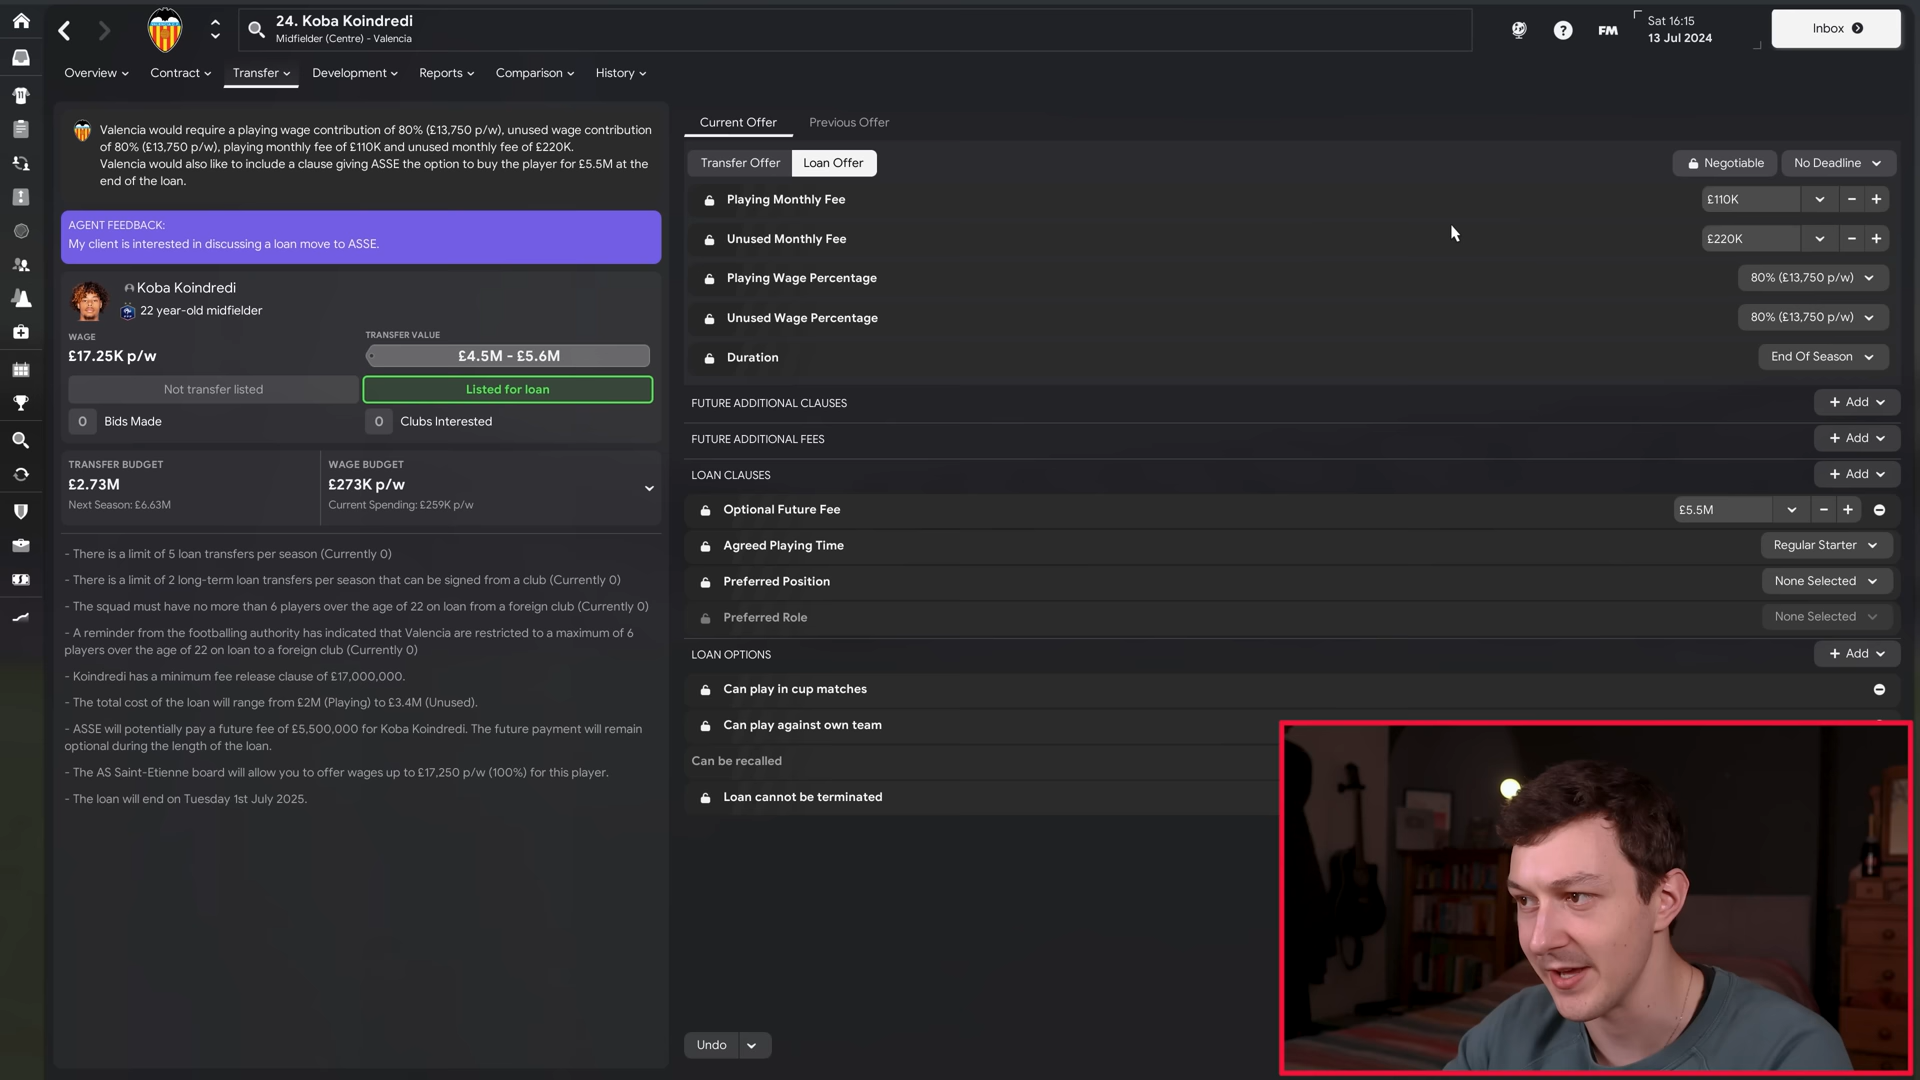 24. Koba Koindredi
Midfielder (Centre) - Valencia
FM
Sat 16:15
13 Jul 2024
Inbox
Overview
Contract
Transfer
Development
Reports
Comparison
History
Valencia would require a playing wage contribution of 80% (£13,750 p/w), unused wage contribution
of 80% (£13,750 p/w), playing monthly fee of £110K and unused monthly fee of £220K.
Valencia would also like to include a clause giving ASSE the option to buy the player for £5.5M at the
end of the loan.
AGENT FEEDBACK:
My client is interested in discussing a loan move to ASSE.
Koba Koindredi
22 year-old midfielder
WAGE
£17.25K p/w
TRANSFER VALUE
£4.5M - £5.6M
Not transfer listed
Listed for loan
0 Bids Made
0 Clubs Interested
TRANSFER BUDGET
£2.73M
Next Season: £6.63M
WAGE BUDGET
£273K p/w
Current Spending: £259K p/w
- There is a limit of 5 loan transfers per season (Currently 0)
- There is a limit of 2 long-term loan transfers per season that can be signed from a club (Currently 0)
- The squad must have no more than 6 players over the age of 22 on loan from a foreign club (Currently 0)
- A reminder from the footballing authority has indicated that Valencia are restricted to a maximum of 6
players over the age of 22 on loan to a foreign club (Currently 0)
- Koindredi has a minimum fee release clause of £17,000,000.
- The total cost of the loan will range from £2M (Playing) to £3.4M (Unused).
- ASSE will potentially pay a future fee of £5,500,000 for Koba Koindredi. The future payment will remain
optional during the length of the loan.
- The AS Saint-Etienne board will allow you to offer wages up to £17,250 p/w (100%) for this player.
- The loan will end on Tuesday 1st July 2025.
Current Offer
Previous Offer
Transfer Offer
Loan Offer
Negotiable
No Deadline
Playing Monthly Fee £110K
Unused Monthly Fee £220K
Playing Wage Percentage 80% (£13,750 p/w)
Unused Wage Percentage 80% (£13,750 p/w)
Duration End Of Season
FUTURE ADDITIONAL CLAUSES + Add
FUTURE ADDITIONAL FEES + Add
LOAN CLAUSES + Add
Optional Future Fee £5.5M
Agreed Playing Time Regular Starter
Preferred Position None Selected
Preferred Role None Selected
LOAN OPTIONS + Add
Can play in cup matches
Can play against own team
Can be recalled
Loan cannot be terminated
Undo